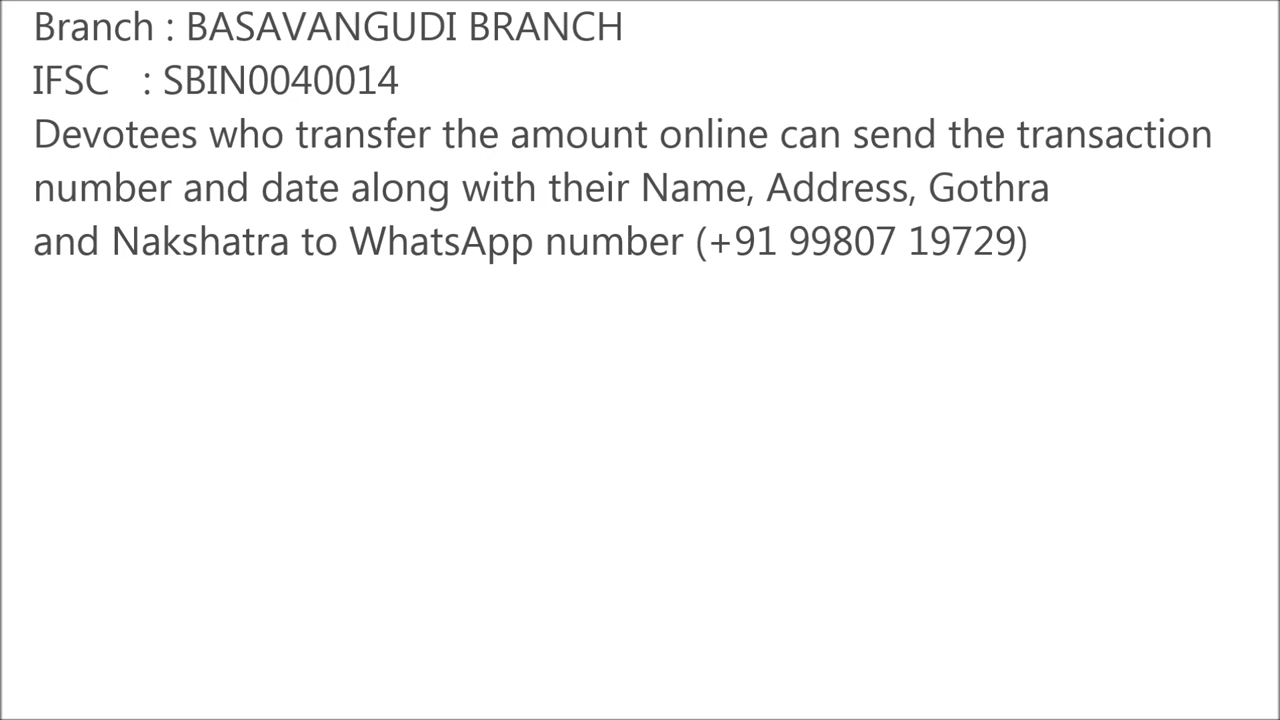 Branch : BASAVANGUDI BRANCH
IFSC   : SBIN0040014
Devotees who transfer the amount online can send the transaction
number and date along with their Name, Address, Gothra
and Nakshatra to WhatsApp number (+91 99807 19729)